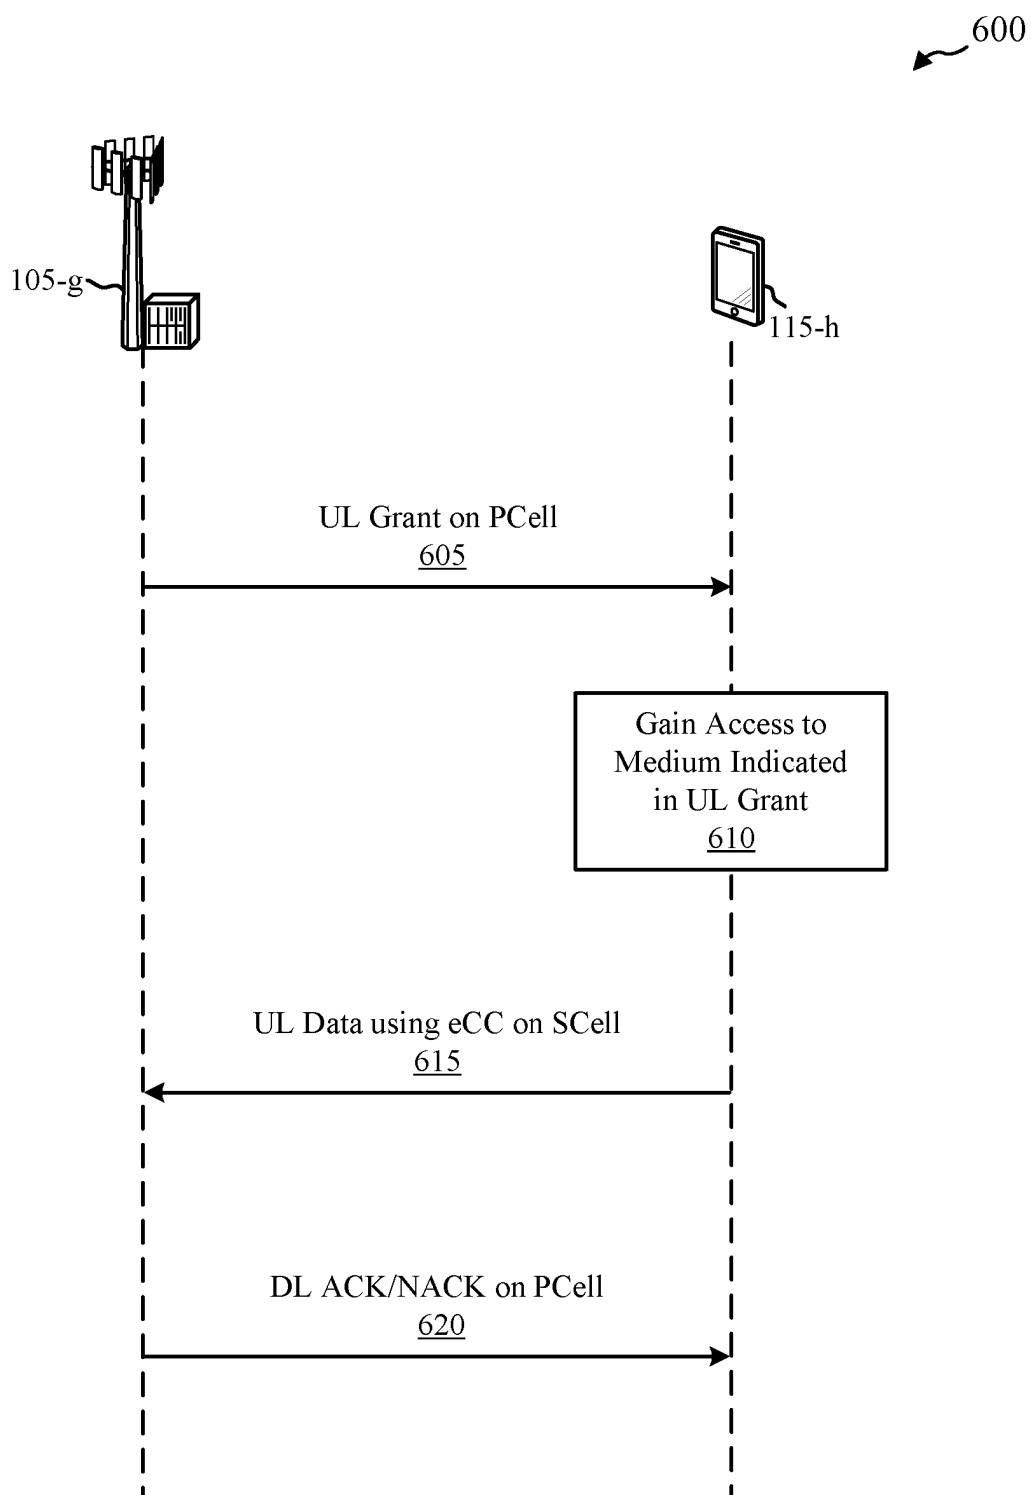 600
105-g
115-h
UL Grant on PCell
605
Gain Access to
Medium Indicated
in UL Grant
610
UL Data using eCC on SCell
615
DL ACK/NACK on PCell
620